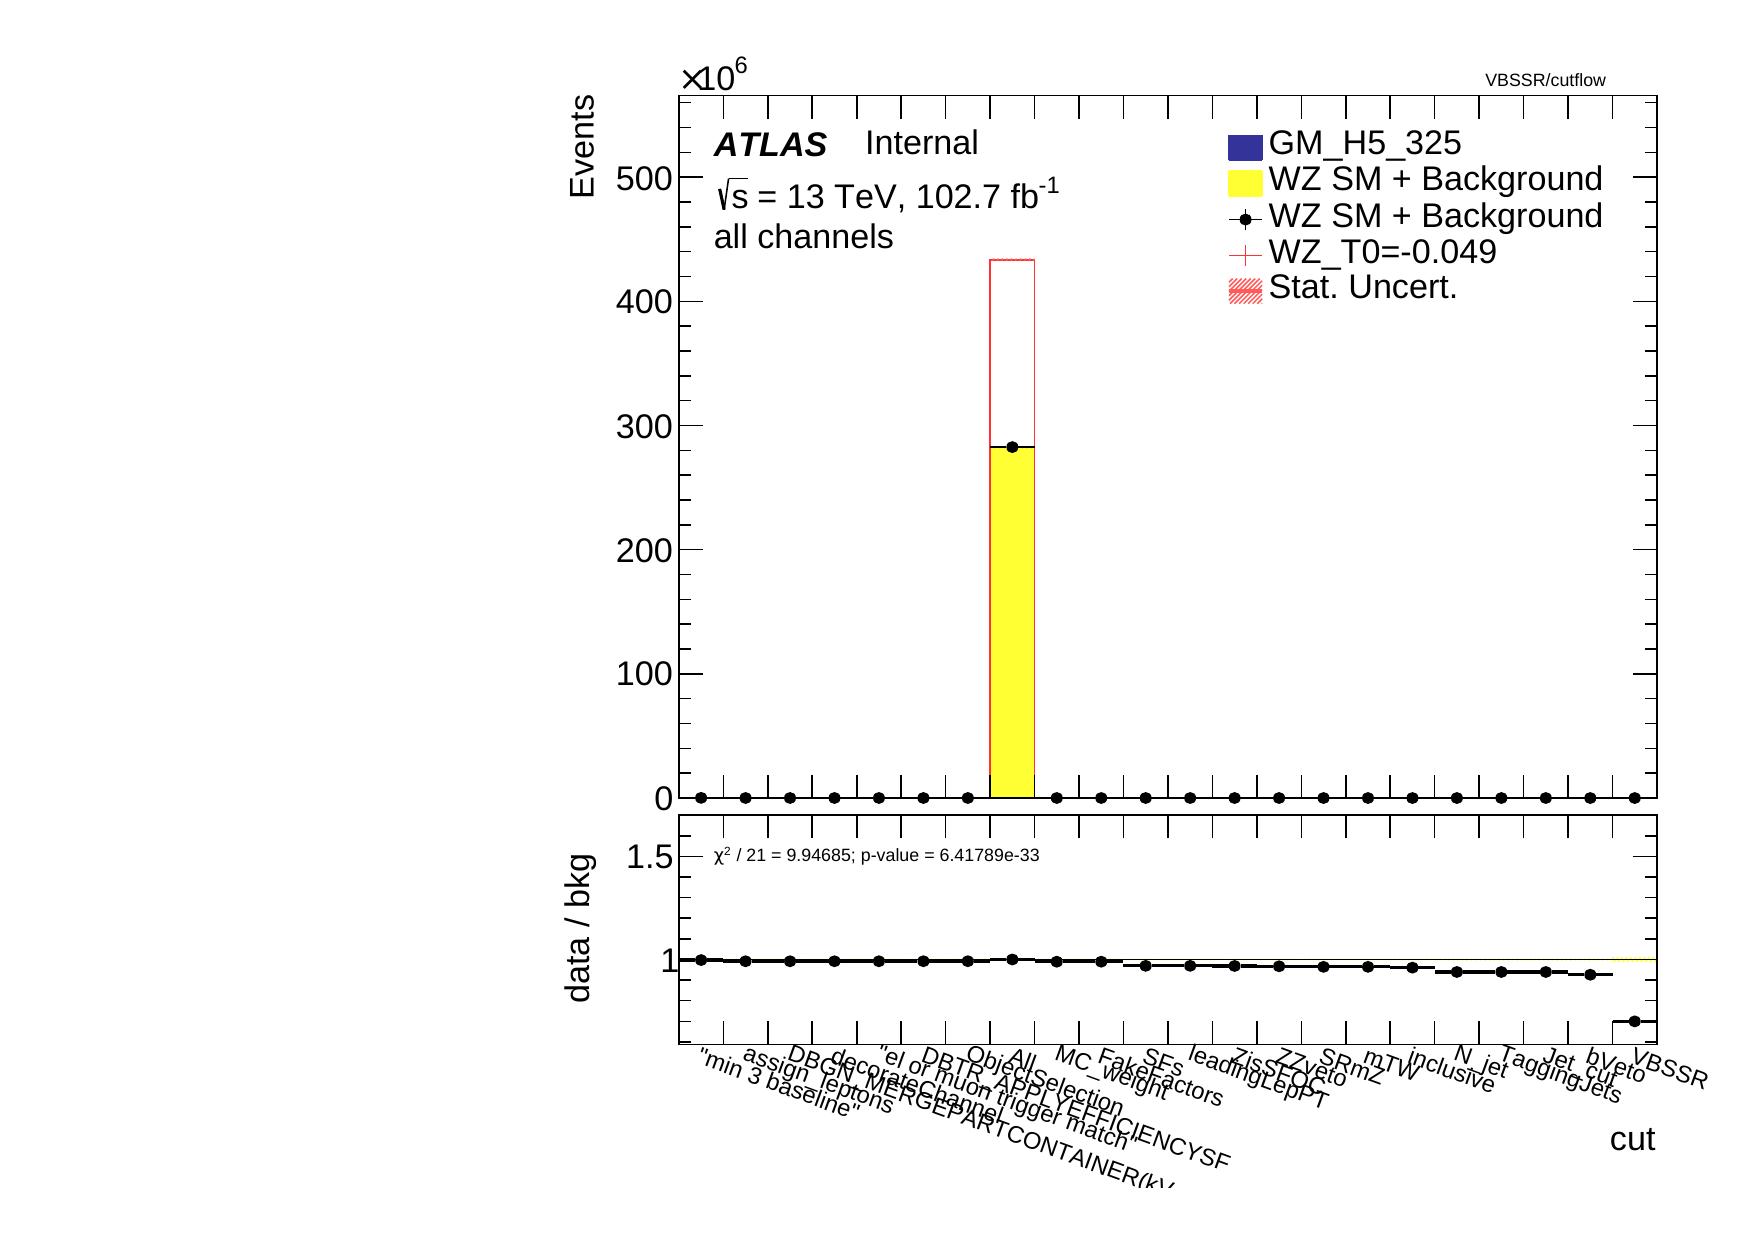 ×10⁶
VBSSR/cutflow
Events
ATLAS Internal
√s = 13 TeV, 102.7 fb⁻¹
all channels
GM_H5_325
WZ SM + Background
WZ SM + Background
WZ_T0=-0.049
Stat. Uncert.
500
400
300
200
100
0
data / bkg
1.5
1
χ² / 21 = 9.94685; p-value = 6.41789e-33
"min 3 baseline"
assign_leptons
DBGN_MERGEPARTCONTAINER(kV
decorateChannel
"el or muon trigger match"
DBTR_APPLYEFFICIENCYSF
ObjectSelection
All
MC_weight
FakeFactors
SFs
leadingLepPT
ZisSFOC
ZZveto
SRmZ
mTW
inclusive
N_jet
TaggingJets
Jet_cut
bVeto
VBSSR
cut